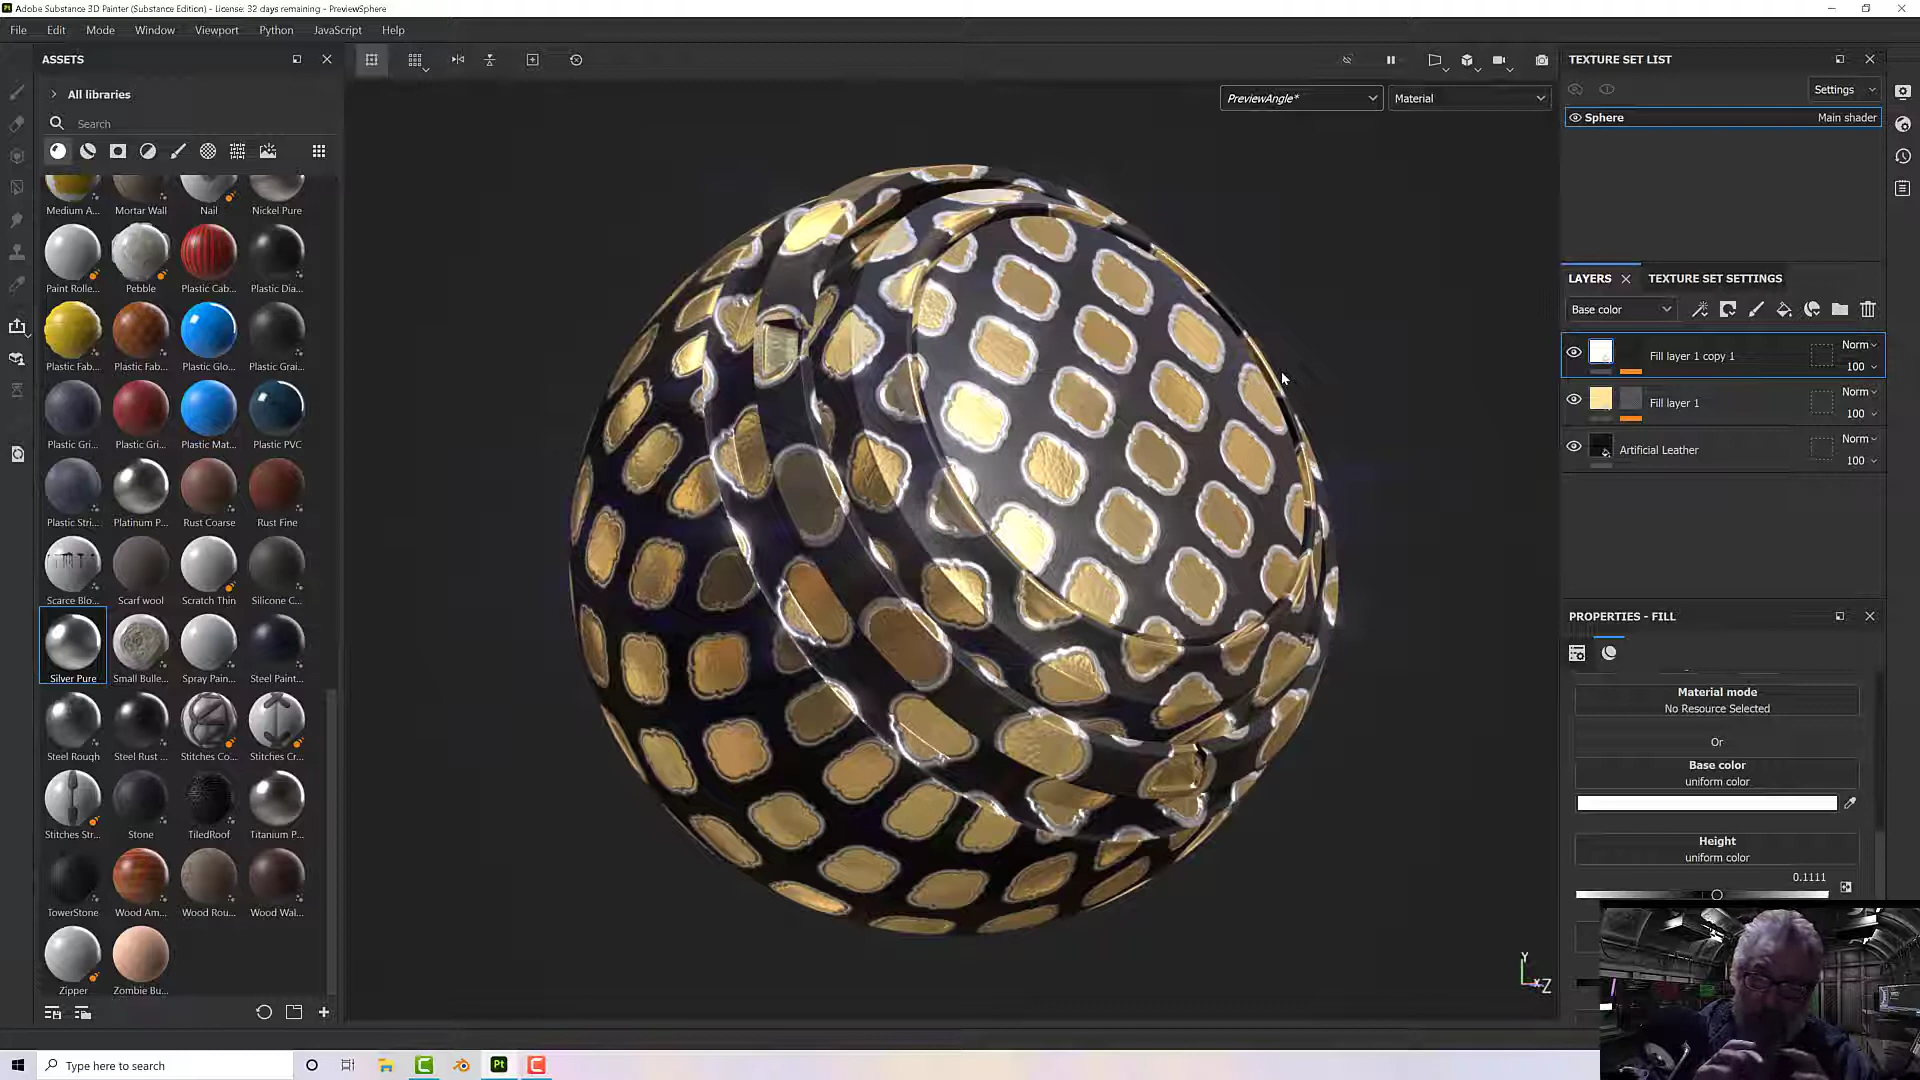 Adobe Substance 3D Painter (Substance Edition) - License: 32 days remaining - PreviewSphere
File Edit Mode Window Viewport Python JavaScript Help
ASSETS
All libraries
Search
Medium A... Mortar Wall Nail Nickel Pure
Paint Rolle... Pebble Plastic Cab... Plastic Dia...
Plastic Fab... Plastic Fab... Plastic Glo... Plastic Grai...
Plastic Gri... Plastic Gri... Plastic Mat... Plastic PVC
Plastic Stri... Platinum P... Rust Coarse Rust Fine
Scarce Blo... Scarf wool Scratch Thin Silicone C...
Silver Pure Small Bulle... Spray Pain... Steel Paint...
Steel Rough Steel Rust ... Stitches Co... Stitches Cr...
Stitches Str... Stone TiledRoof Titanium P...
TowerStone Wood Am... Wood Rou... Wood Wal...
Zipper Zombie Bu...
PreviewAngle* Material
Y
Z
TEXTURE SET LIST
Settings
Sphere Main shader
LAYERS TEXTURE SET SETTINGS
Base color
Fill layer 1 copy 1 Norm
100
Fill layer 1 Norm
100
Artificial Leather Norm
100
PROPERTIES - FILL
Material mode
No Resource Selected
Or
Base color
uniform color
Height
uniform color
0.1111
Type here to search
Pt